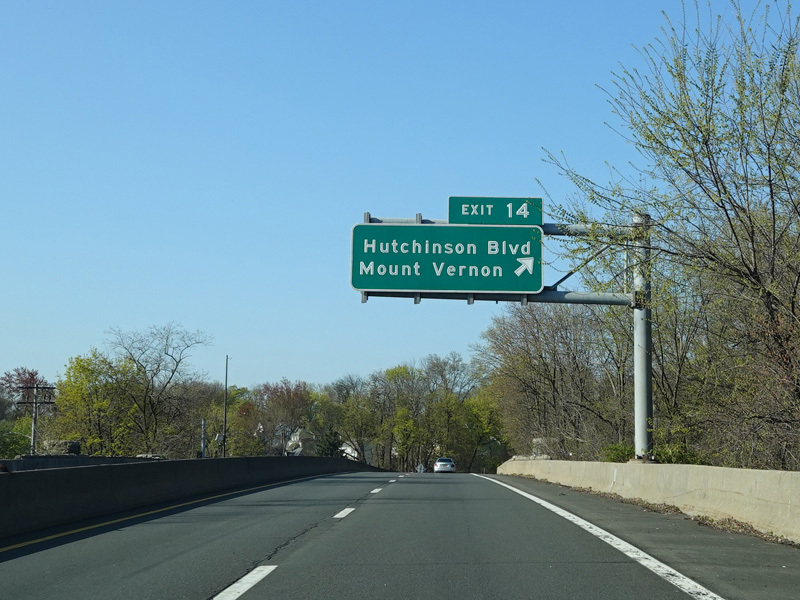 EXIT 14
Hutchinson Blvd
Mount Vernon